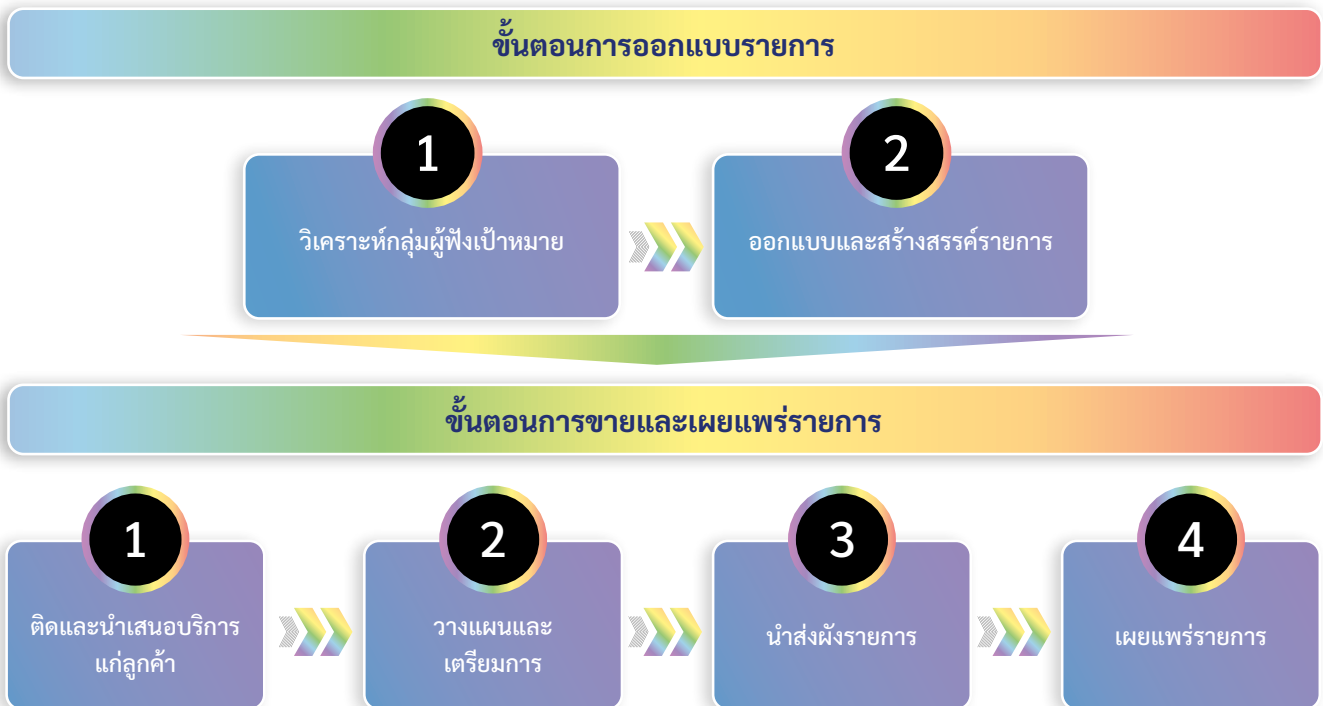 ขั้นตอนการออกแบบรายการ
1
2
วิเคราะห์กลุ่มผู้ฟังเป้าหมาย
ออกแบบและสร้างสรรค์รายการ
ขั้นตอนการขายและเผยแพร่รายการ
1
2
3
4
ติดและนำเสนอบริการ
แก่ลูกค้า
วางแผนและ
เตรียมการ
นำส่งผังรายการ
เผยแพร่รายการ